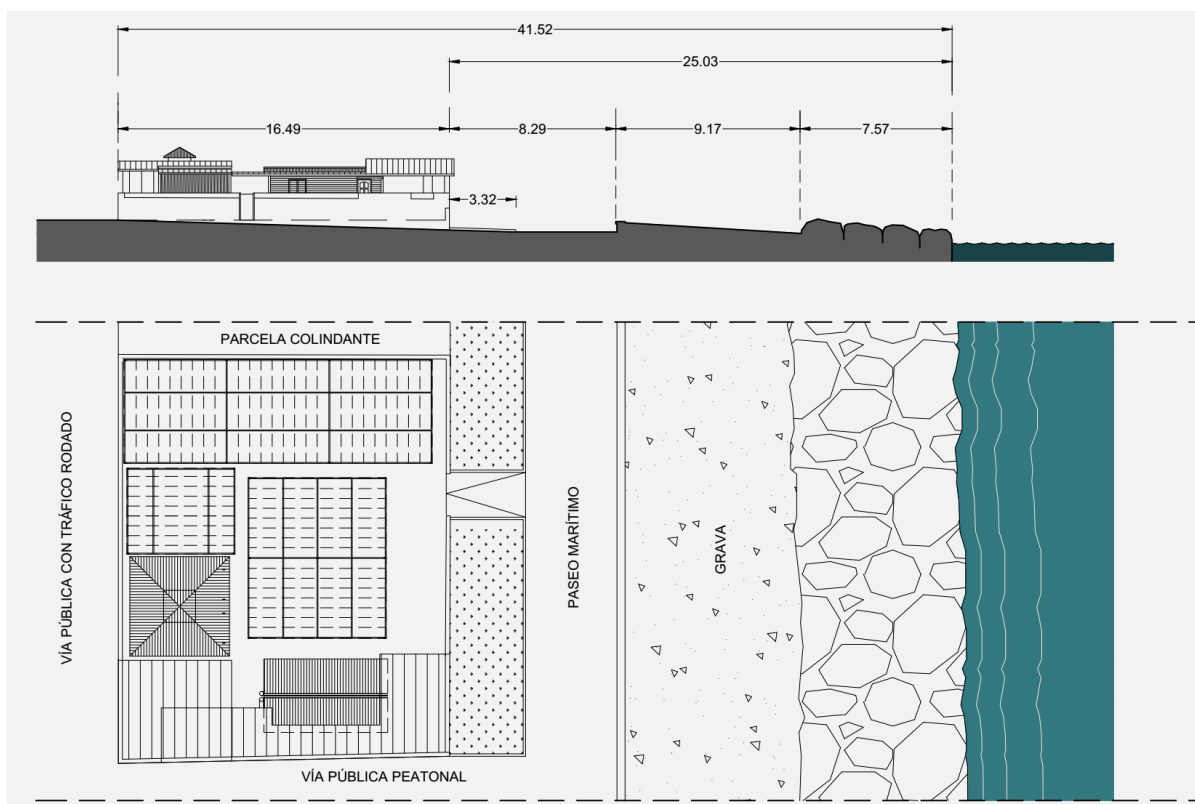 41.52
25.03
16.49
8.29
9.17
7.57
3.32
PARCELA COLINDANTE
VÍA PÚBLICA CON TRÁFICO RODADO
PASEO MARÍTIMO
GRAVA
VÍA PÚBLICA PEATONAL